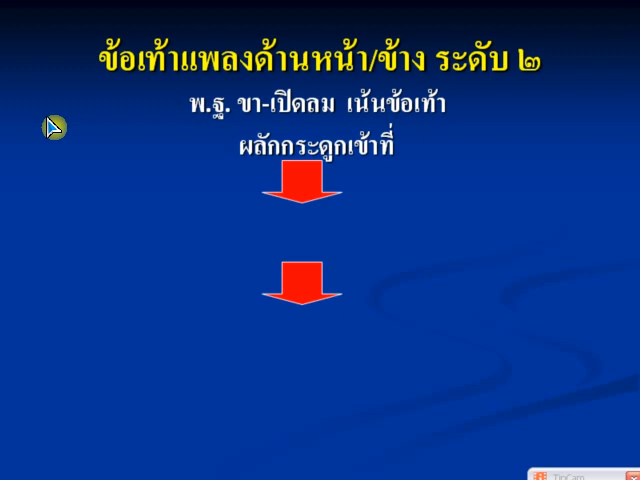 ข้อเท้าแพลงด้านหน้า/ข้าง ระดับ ๒
พ.ฐ. ขา-เปิดลม เน้นข้อเท้า
ผลักกระดูกเข้าที่
TipCam